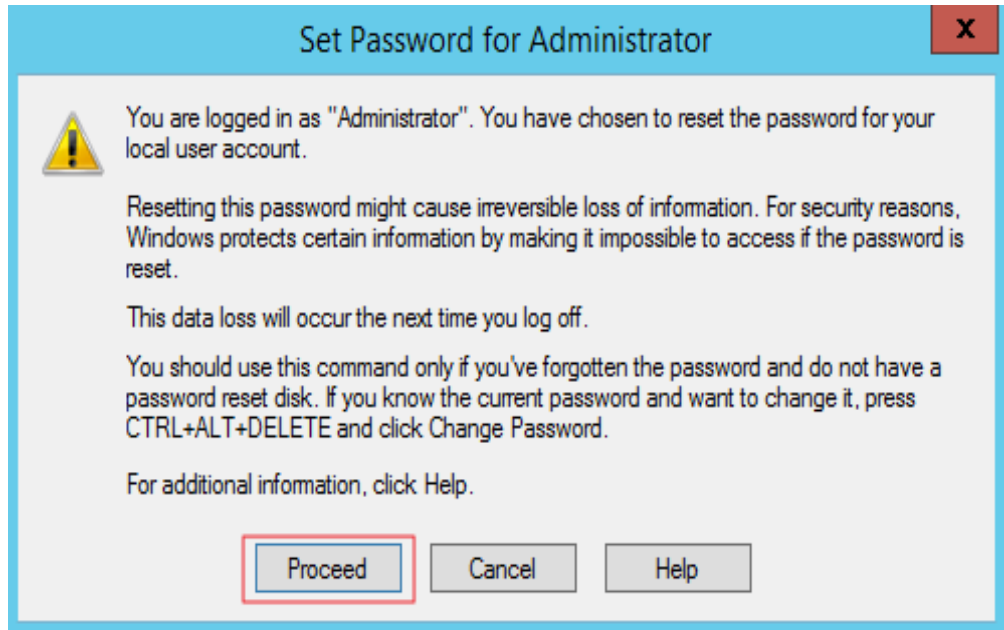 Set Password for Administrator
x
You are logged in as "Administrator". You have chosen to reset the password for your
local user account.
Resetting this password might cause irreversible loss of information. For security reasons,
Windows protects certain information by making it impossible to access if the password is
reset.
This data loss will occur the next time you log off.
You should use this command only if you've forgotten the password and do not have a
password reset disk. If you know the current password and want to change it, press
CTRL+ALT+DELETE and click Change Password.
For additional information, click Help.
Proceed Cancel Help